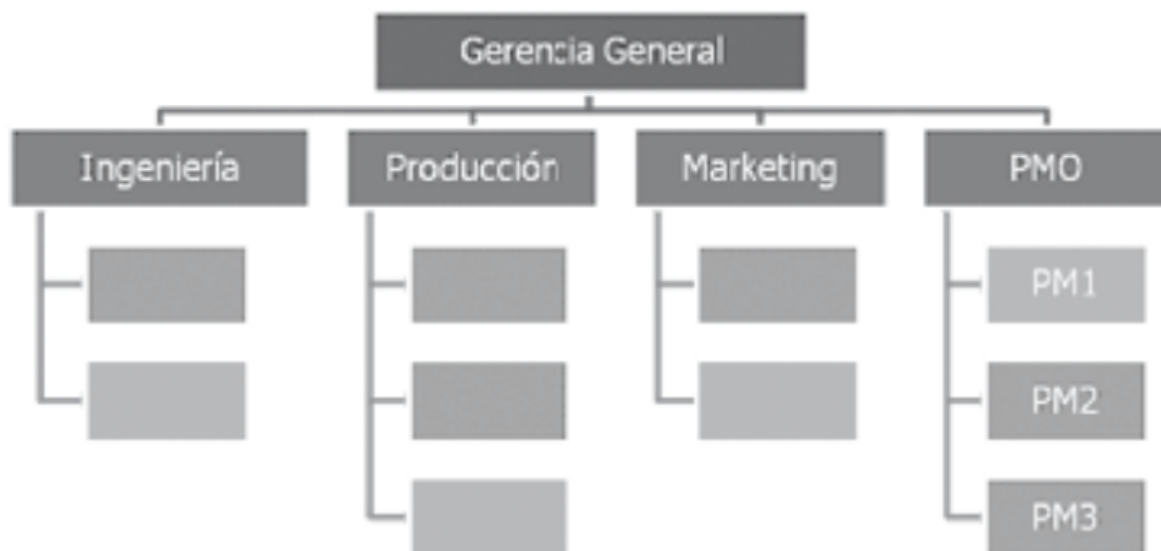 Gerencia General
Ingeniería
Producción
Marketing
PMO
PM1
PM2
PM3